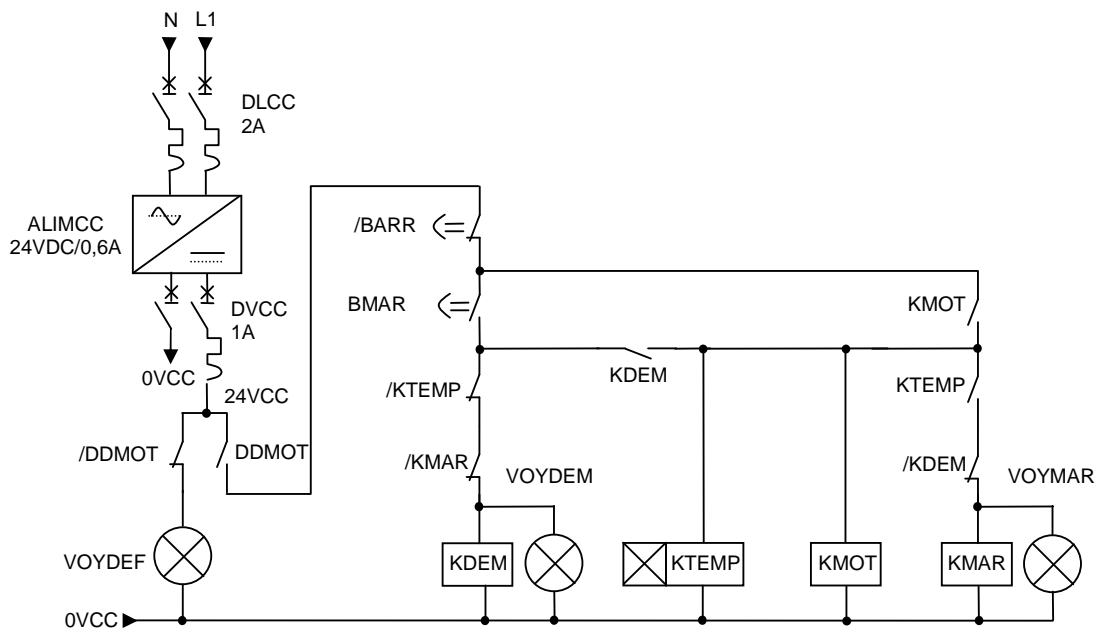 N L1
DLCC
2A
ALIMCC
24VDC/0,6A
/BARR
BMAR
KMOT
DVCC
1A
0VCC
24VCC
KDEM
/KTEMP
KTEMP
/DDMOT
DDMOT
/KMAR
VOYDEM
/KDEM
VOYMAR
VOYDEF
KDEM
KTEMP
KMOT
KMAR
0VCC